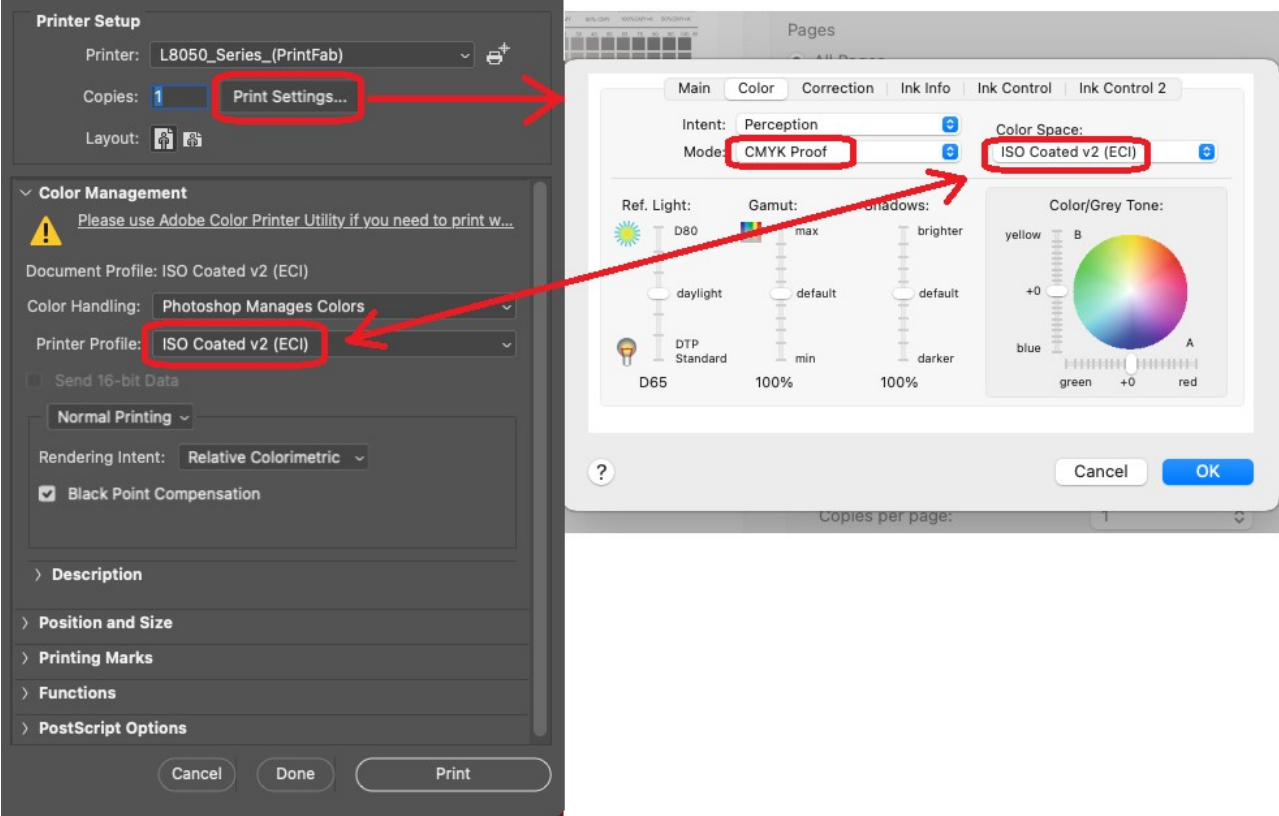 Printer Setup
Printer: L8050_Series_(PrintFab)
Copies: 1 Print Settings...
Layout:
Color Management
Please use Adobe Color Printer Utility if you need to print w...
Document Profile: ISO Coated v2 (ECI)
Color Handling: Photoshop Manages Colors
Printer Profile: ISO Coated v2 (ECI)
Send 16-bit Data
Normal Printing
Rendering Intent: Relative Colorimetric
Black Point Compensation
Description
Position and Size
Printing Marks
Functions
PostScript Options
Cancel Done Print
Pages
All Pages
Main Color Correction Ink Info Ink Control Ink Control 2
Intent: Perception
Color Space:
Mode: CMYK Proof ISO Coated v2 (ECI)
Ref. Light: Gamut: Shadows: Color/Grey Tone:
D80 max brighter yellow B
daylight default default +0
DTP
Standard min darker blue A
D65 100% 100% green +0 red
? Cancel OK
Copies per page: 1